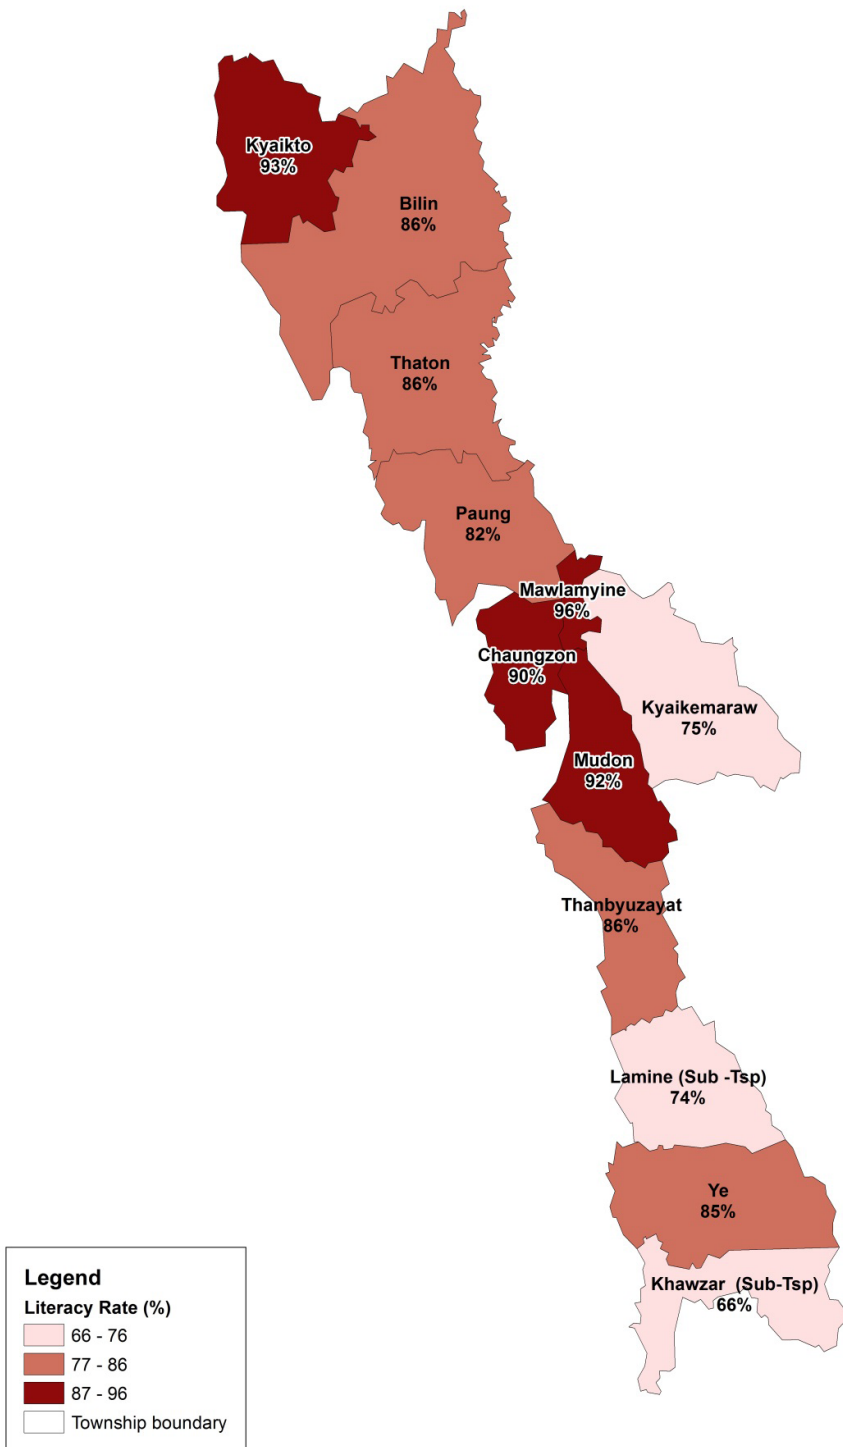 Kyaikto
93%
Bilin
86%
Thaton
86%
Paung
82%
Mawlamyine
96%
Chaungzon
90%
Kyaikemaraw
75%
Mudon
92%
Thanbyuzayat
86%
Lamine (Sub -Tsp)
74%
Ye
85%
Khawzar (Sub-Tsp)
66%
Legend
Literacy Rate (%)
66 - 76
77 - 86
87 - 96
Township boundary